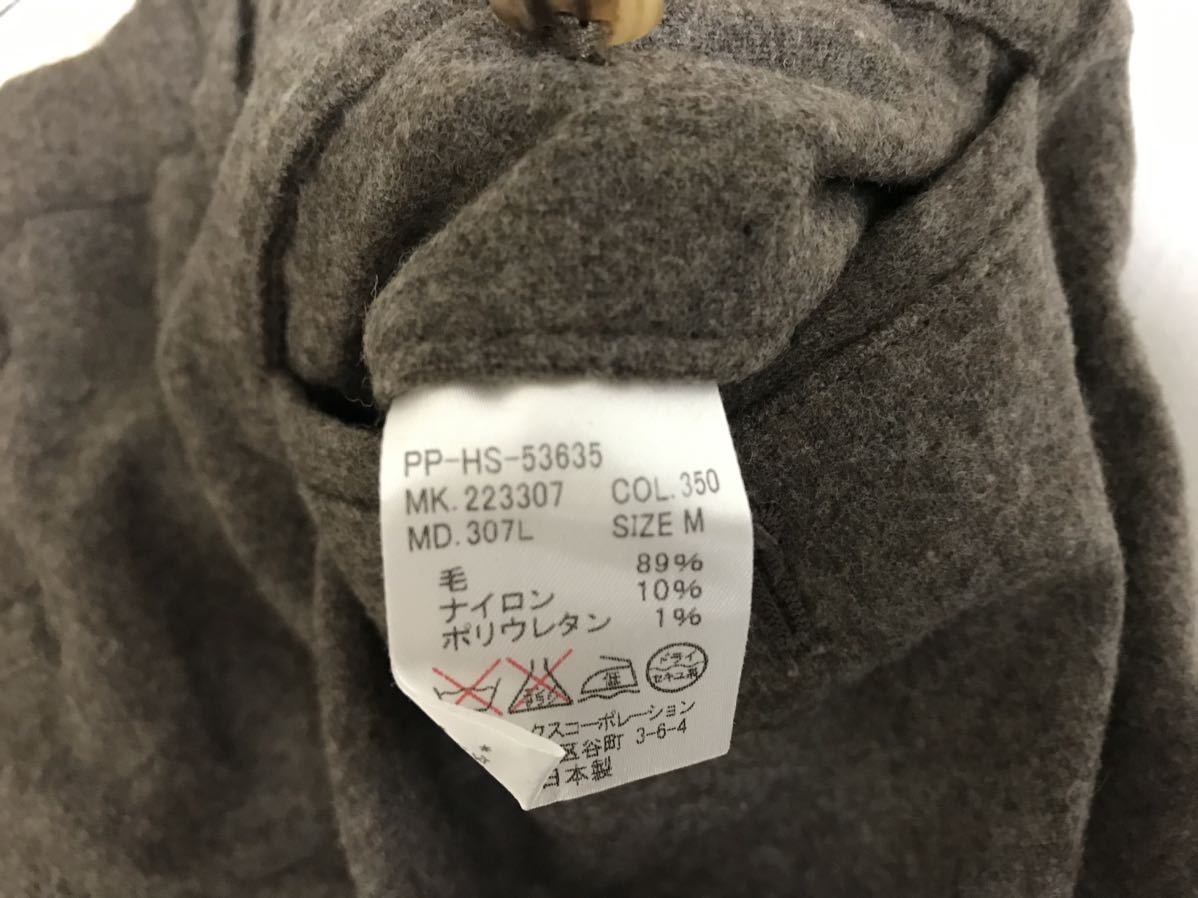 PP-HS-53635
MK.223307 COL.350
MD.307L SIZE M
毛 89%
ナイロン 10%
ポリウレタン 1%
低 ドライ セキユ系
クスコーポレーション
区谷町 3-6-4
日本製